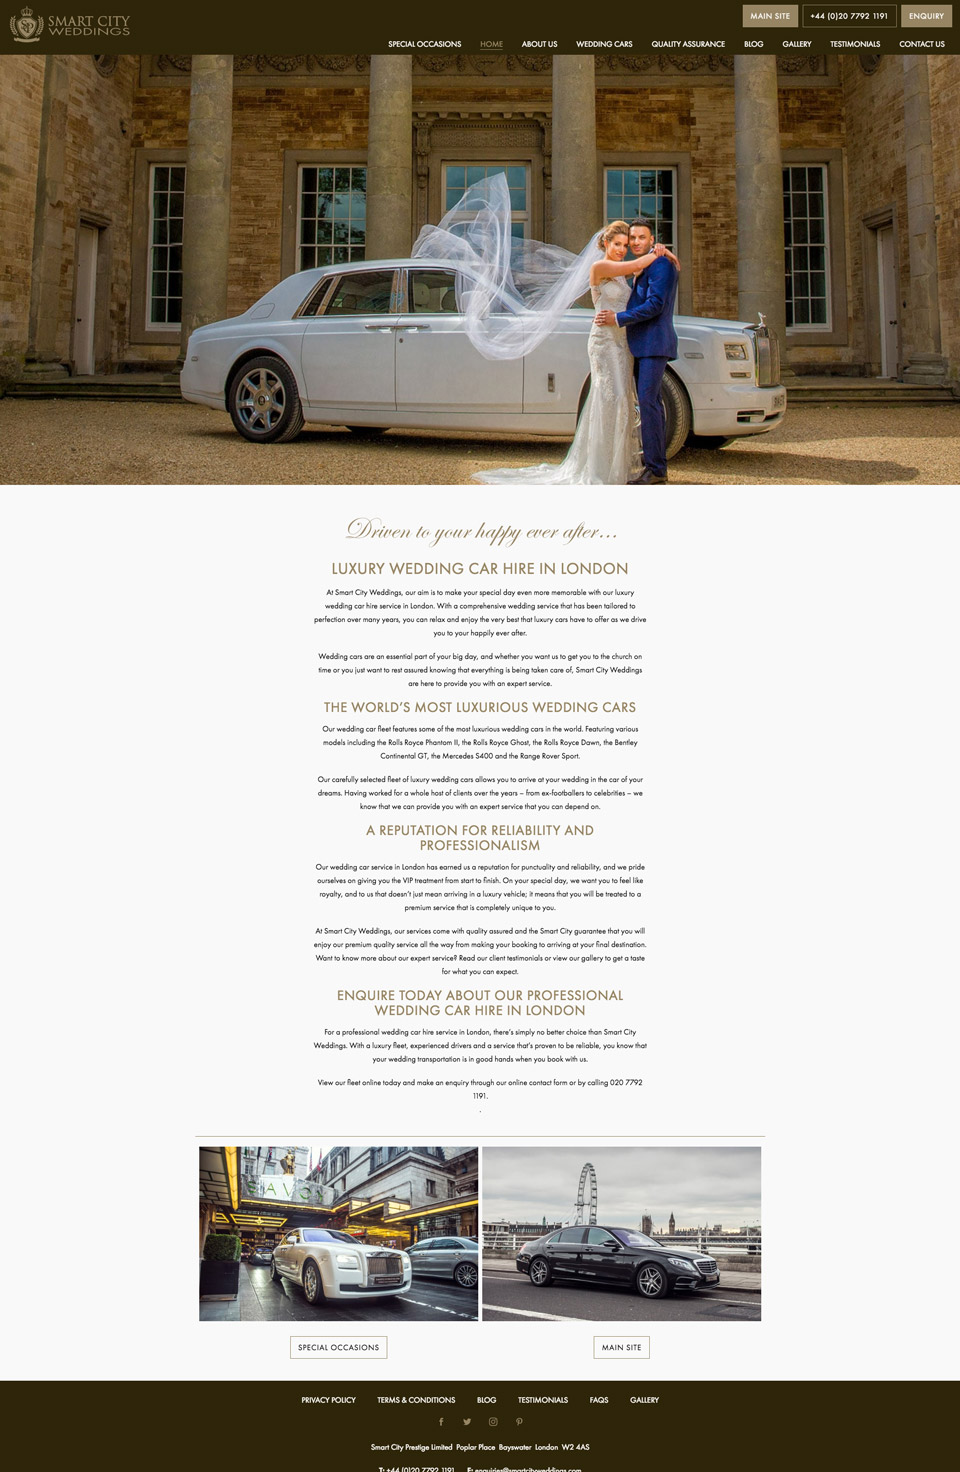 SMART CITY
WEDDINGS
MAIN SITE
+44 (0)20 7792 1191
ENQUIRY
SPECIAL OCCASIONS HOME ABOUT US WEDDING CARS QUALITY ASSURANCE BLOG GALLERY TESTIMONIALS CONTACT US
Driven to your happy ever after...
LUXURY WEDDING CAR HIRE IN LONDON
At Smart City Weddings, our aim is to make your special day even more memorable with our luxury
wedding car hire service in London. With a comprehensive wedding service that has been tailored to
perfection over many years, you can relax and enjoy the very best that luxury cars have to offer as we drive
you to your happily ever after.
Wedding cars are an essential part of your big day, and whether you want us to get you to the church on
time or you just want to rest assured knowing that everything is being taken care of, Smart City Weddings
are here to provide you with an expert service.
THE WORLD'S MOST LUXURIOUS WEDDING CARS
Our wedding car fleet features some of the most luxurious wedding cars in the world. Featuring various
models including the Rolls Royce Phantom II, the Rolls Royce Ghost, the Rolls Royce Dawn, the Bentley
Continental GT, the Mercedes S400 and the Range Rover Sport.
Our carefully selected fleet of luxury wedding cars allows you to arrive at your wedding in the car of your
dreams. Having worked for a whole host of clients over the years – from ex-footballers to celebrities – we
know that we can provide you with an expert service that you can depend on.
A REPUTATION FOR RELIABILITY AND
PROFESSIONALISM
Our wedding car service in London has earned us a reputation for punctuality and reliability, and we pride
ourselves on giving you the VIP treatment from start to finish. On your special day, we want you to feel like
royalty, and to us that doesn't just mean arriving in a luxury vehicle; it means that you will be treated to a
premium service that is completely unique to you.
At Smart City Weddings, our services come with quality assured and the Smart City guarantee that you will
enjoy our premium quality service all the way from making your booking to arriving at your final destination.
Want to know more about our expert service? Read our client testimonials or view our gallery to get a taste
for what you can expect.
ENQUIRE TODAY ABOUT OUR PROFESSIONAL
WEDDING CAR HIRE IN LONDON
For a professional wedding car hire service in London, there's simply no better choice than Smart City
Weddings. With a luxury fleet, experienced drivers and a service that's proven to be reliable, you know that
your wedding transportation is in good hands when you book with us.
View our fleet online today and make an enquiry through our online contact form or by calling 020 7792
1191.
.
SAVOY
SPECIAL OCCASIONS
MAIN SITE
PRIVACY POLICY TERMS & CONDITIONS BLOG TESTIMONIALS FAQS GALLERY
Smart City Prestige Limited Poplar Place Bayswater London W2 4AS
T: +44 (0)20 7792 1191 E: enquiries@smartcityweddings.com